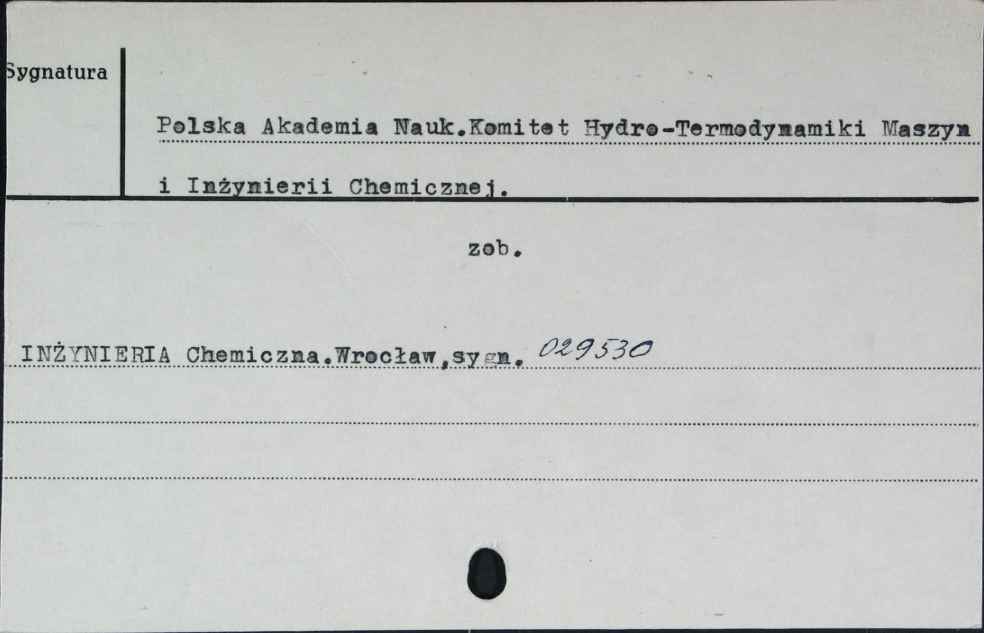 Sygnatura
Polska Akademia Nauk.Komitet Hydro-Termodynamiki Maszyn
i Inżynierii Chemicznej.
zob.
INŻYNIERIA Chemiczna.Wrocław,sygn. 029530